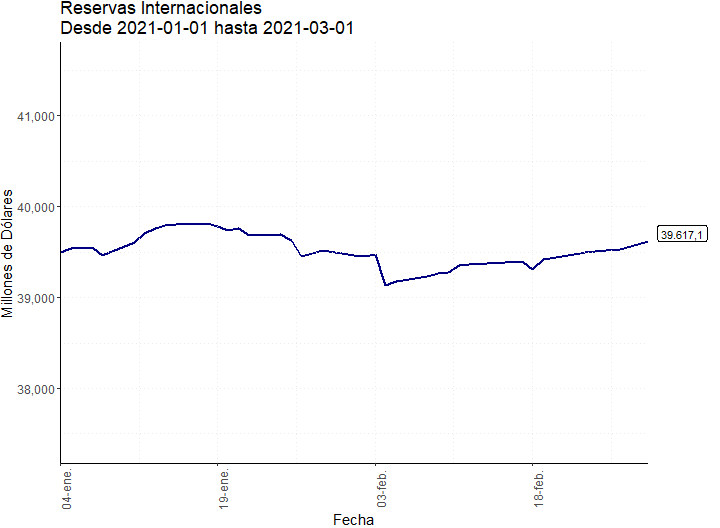 Reservas Internacionales
Desde 2021-01-01 hasta 2021-03-01
Millones de Dólares
41,000
40,000
39,000
38,000
39.617,1
04-ene.
19-ene.
03-feb.
18-feb.
Fecha